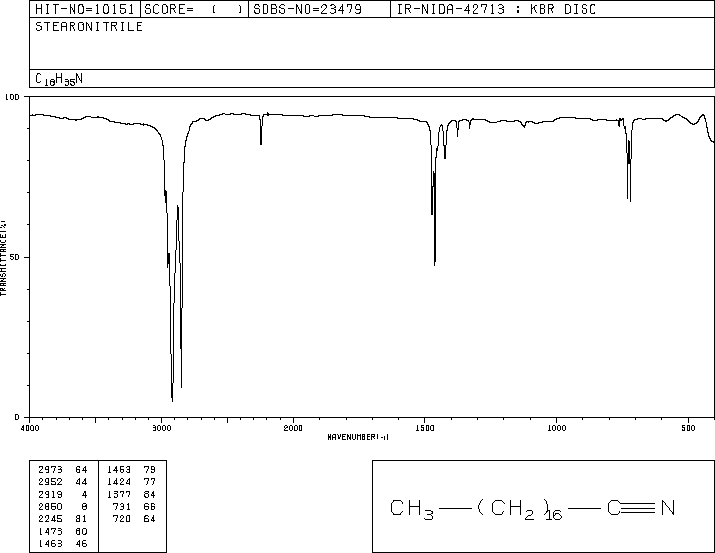 HIT-NO=10151 SCORE= ( ) SDBS-NO=23479 IR-NIDA-42713 : KBR DISC
STEARONITRILE
C18H35N
100
50
0
TRANSMITTANCE(%)
4000 3000 2000 1500 1000 500
WAVENUMBER(-1)
2973 64 1463 79
2952 44 1424 77
2919 4 1377 84
2850 8 731 66
2245 81 720 64
1473 60
1463 46
CH3 (CH2)16 C≡N